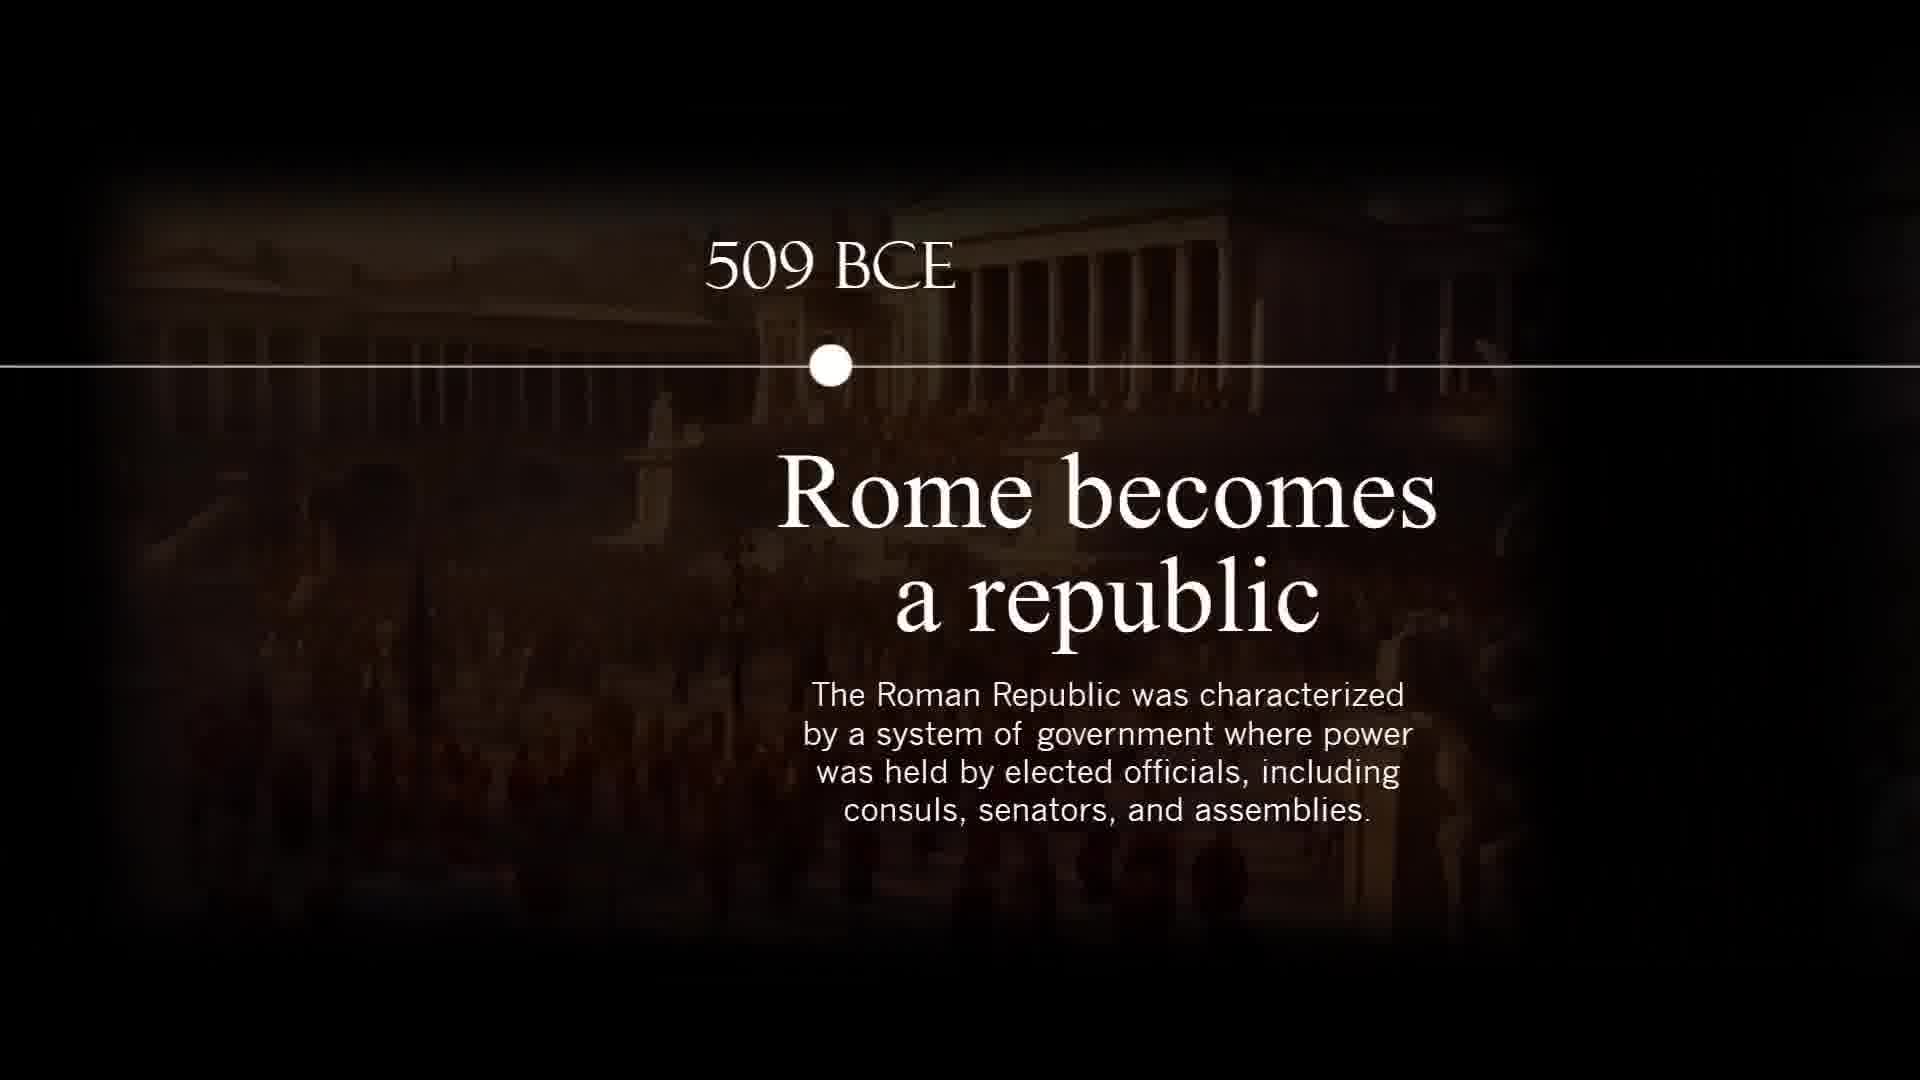 509 BCE
Rome becomes
a republic
The Roman Republic was characterized
by a system of government where power
was held by elected officials, including
consuls, senators, and assemblies.